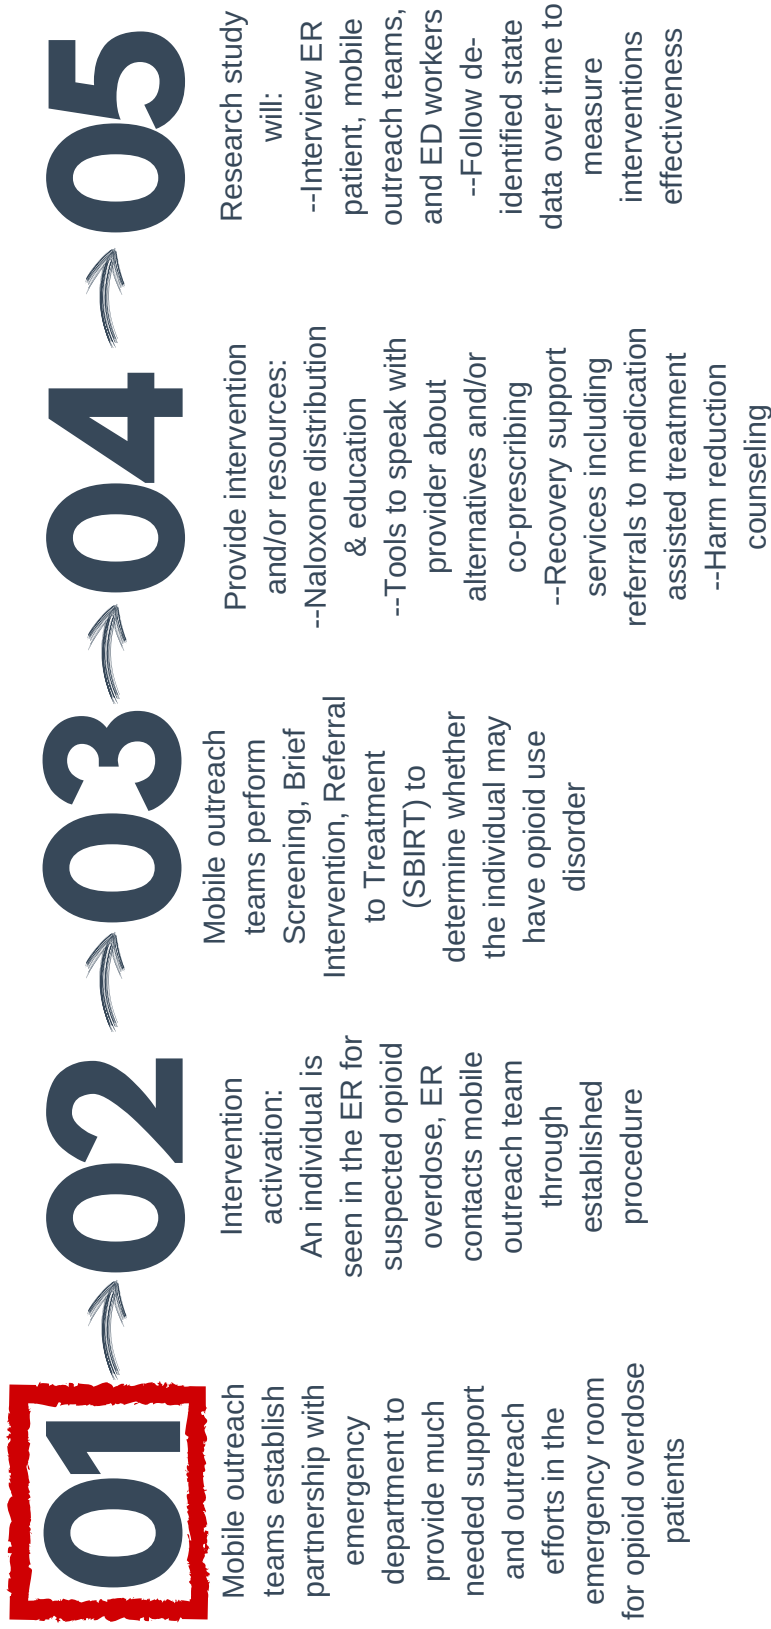 01
Mobile outreach
teams establish
partnership with
emergency
department to
provide much
needed support
and outreach
efforts in the
emergency room
for opioid overdose
patients
02
Intervention
activation:
An individual is
seen in the ER for
suspected opioid
overdose, ER
contacts mobile
outreach team
through
established
procedure
03
Mobile outreach
teams perform
Screening, Brief
Intervention, Referral
to Treatment
(SBIRT) to
determine whether
the individual may
have opioid use
disorder
04
Provide intervention
and/or resources:
--Naloxone distribution
& education
--Tools to speak with
provider about
alternatives and/or
co-prescribing
--Recovery support
services including
referrals to medication
assisted treatment
--Harm reduction
counseling
05
Research study
will:
--Interview ER
patient, mobile
outreach teams,
and ED workers
--Follow de-
identified state
data over time to
measure
interventions
effectiveness